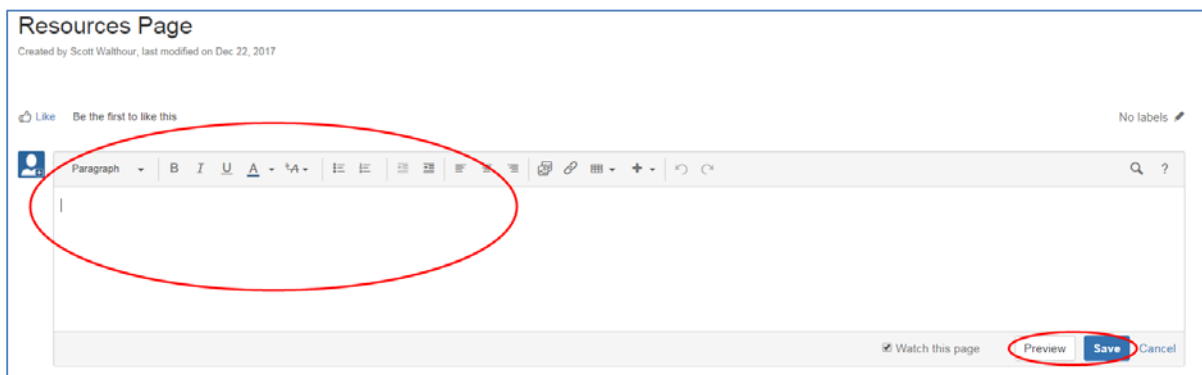 Resources Page
Created by Scott Walthour, last modified on Dec 22, 2017
Like Be the first to like this No labels
Paragraph B I U A A ?
Watch this page Preview Save Cancel